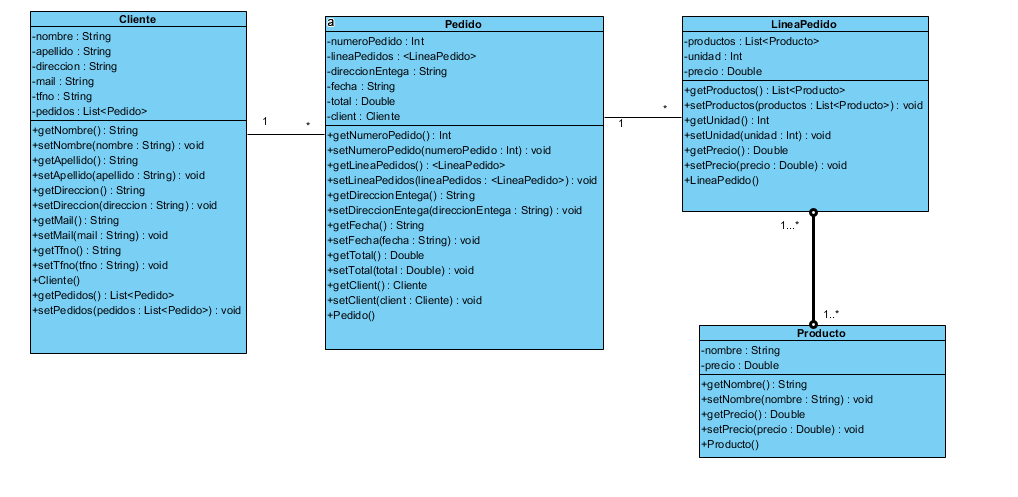 Cliente
-nombre : String
-apellido : String
-direccion : String
-mail : String
-tfno : String
-pedidos : List<Pedido>
+getNombre() : String
+setNombre(nombre : String) : void
+getApellido() : String
+setApellido(apellido : String) : void
+getDireccion() : String
+setDireccion(direccion : String) : void
+getMail() : String
+setMail(mail : String) : void
+getTfno() : String
+setTfno(tfno : String) : void
+Cliente()
+getPedidos() : List<Pedido>
+setPedidos(pedidos : List<Pedido>) : void
1
*
a
Pedido
-numeroPedido : Int
-lineaPedidos : <LineaPedido>
-direccionEntega : String
-fecha : String
-total : Double
-client : Cliente
+getNumeroPedido() : Int
+setNumeroPedido(numeroPedido : Int) : void
+getLineaPedidos() : <LineaPedido>
+setLineaPedidos(lineaPedidos : <LineaPedido>) : void
+getDireccionEntega() : String
+setDireccionEntega(direccionEntega : String) : void
+getFecha() : String
+setFecha(fecha : String) : void
+getTotal() : Double
+setTotal(total : Double) : void
+getClient() : Cliente
+setClient(client : Cliente) : void
+Pedido()
1
*
LineaPedido
-productos : List<Producto>
-unidad : Int
-precio : Double
+getProductos() : List<Producto>
+setProductos(productos : List<Producto>) : void
+getUnidad() : Int
+setUnidad(unidad : Int) : void
+getPrecio() : Double
+setPrecio(precio : Double) : void
+LineaPedido()
1...*
1..*
Producto
-nombre : String
-precio : Double
+getNombre() : String
+setNombre(nombre : String) : void
+getPrecio() : Double
+setPrecio(precio : Double) : void
+Producto()